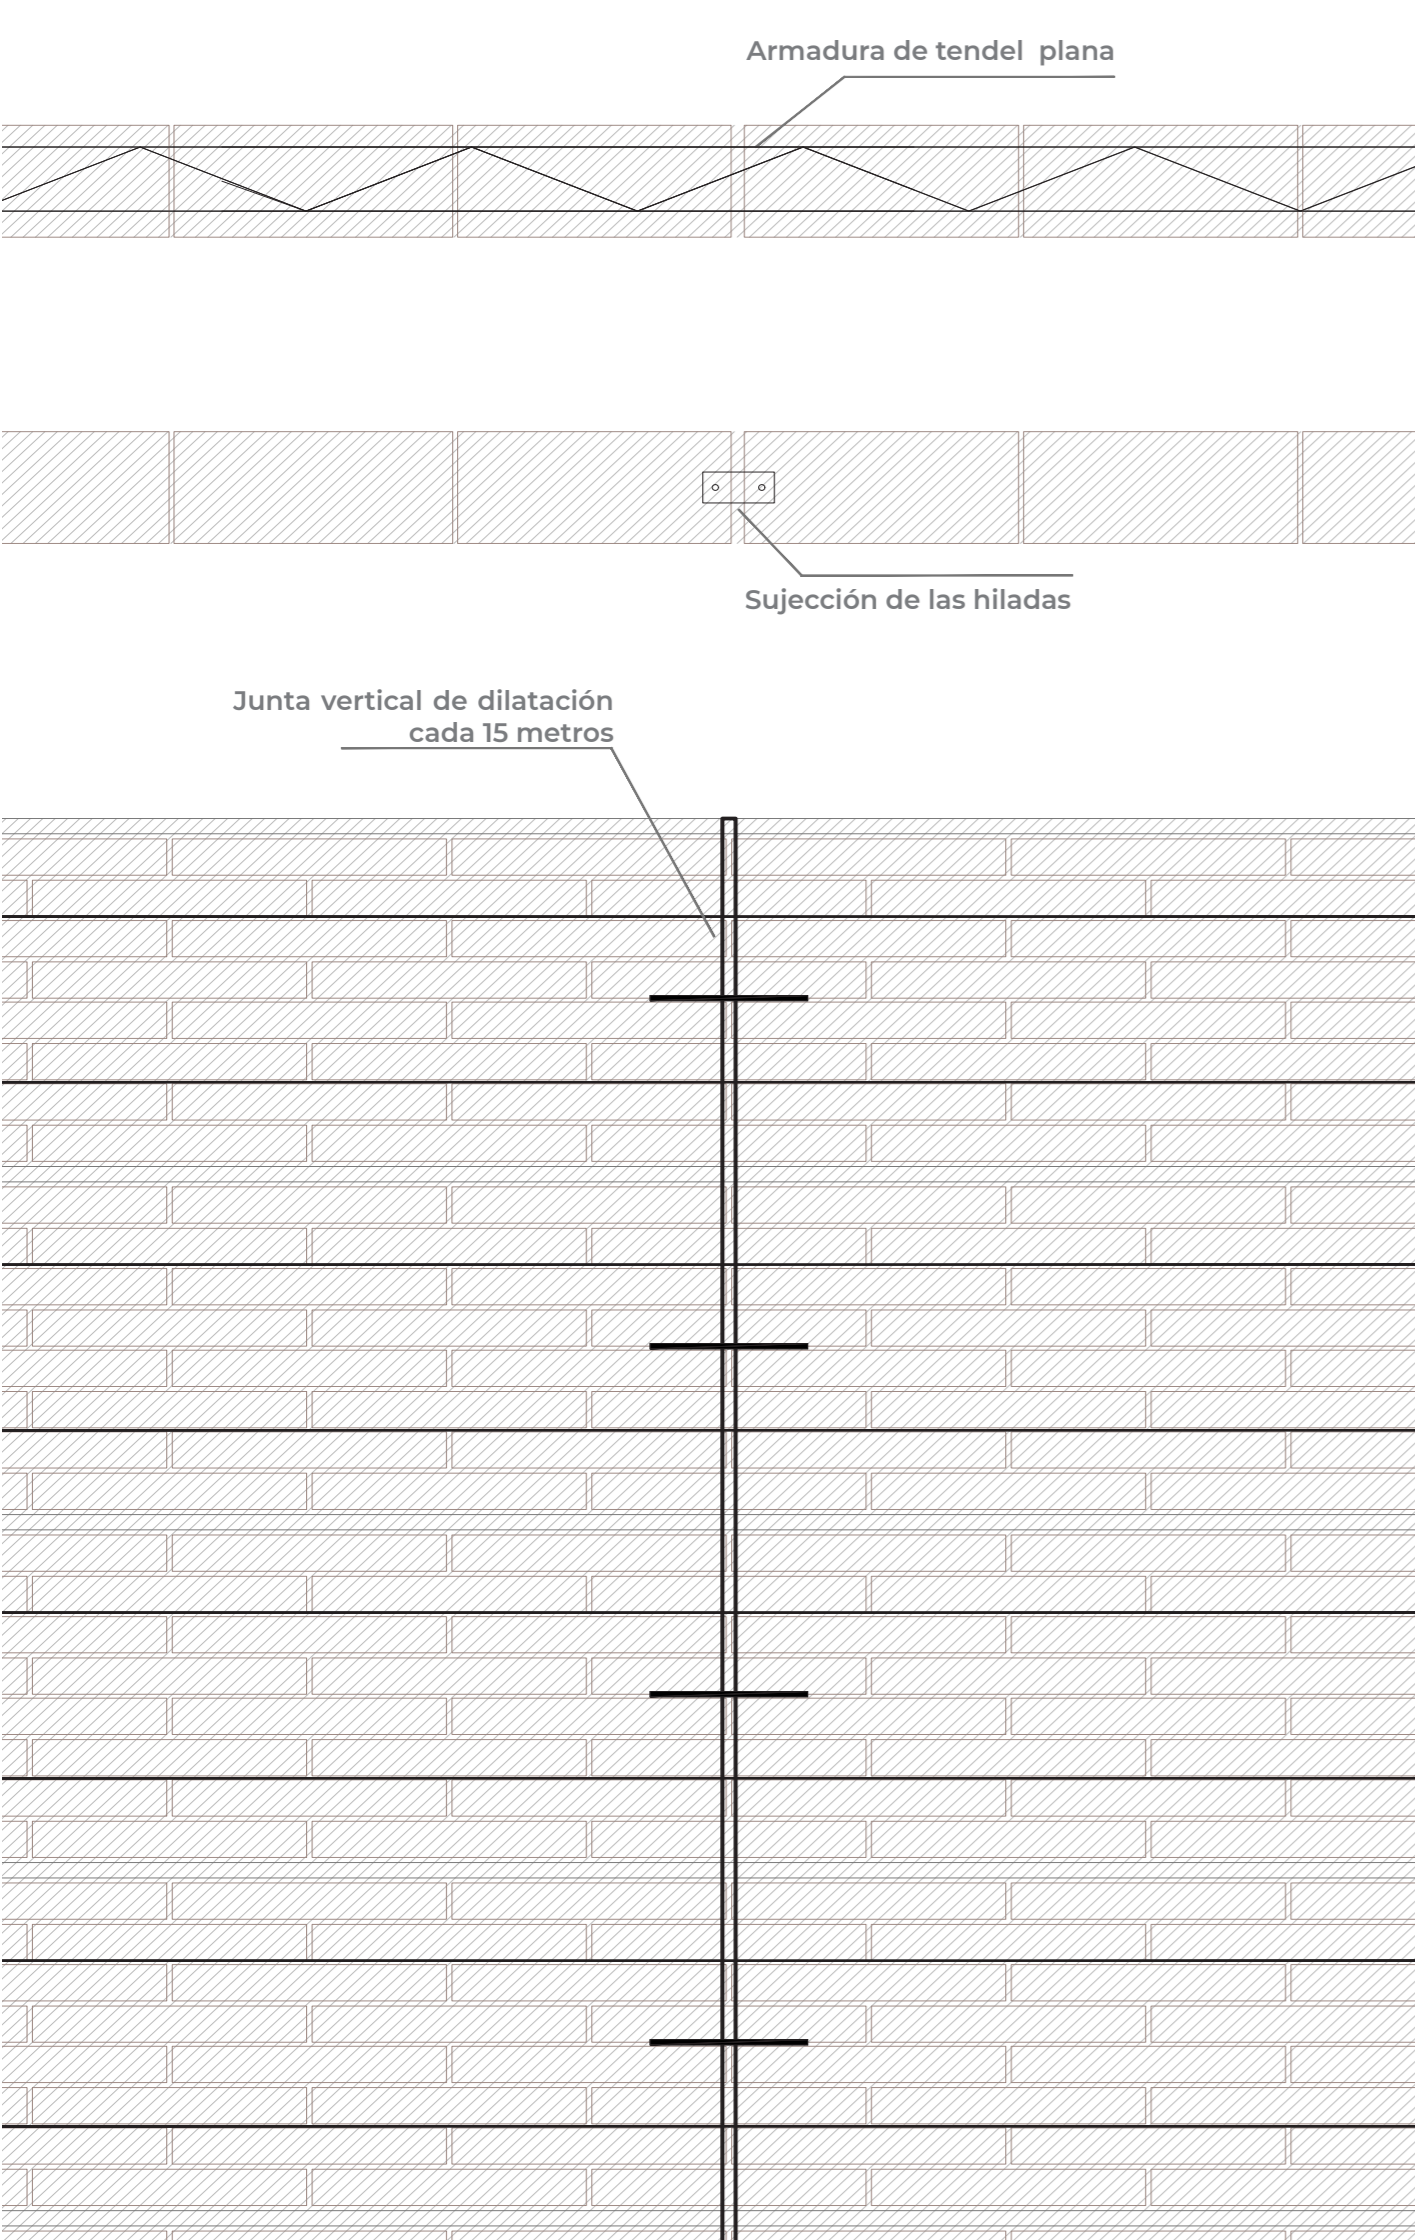 Armadura de tendel plana
Sujección de las hiladas
Junta vertical de dilatación
cada 15 metros